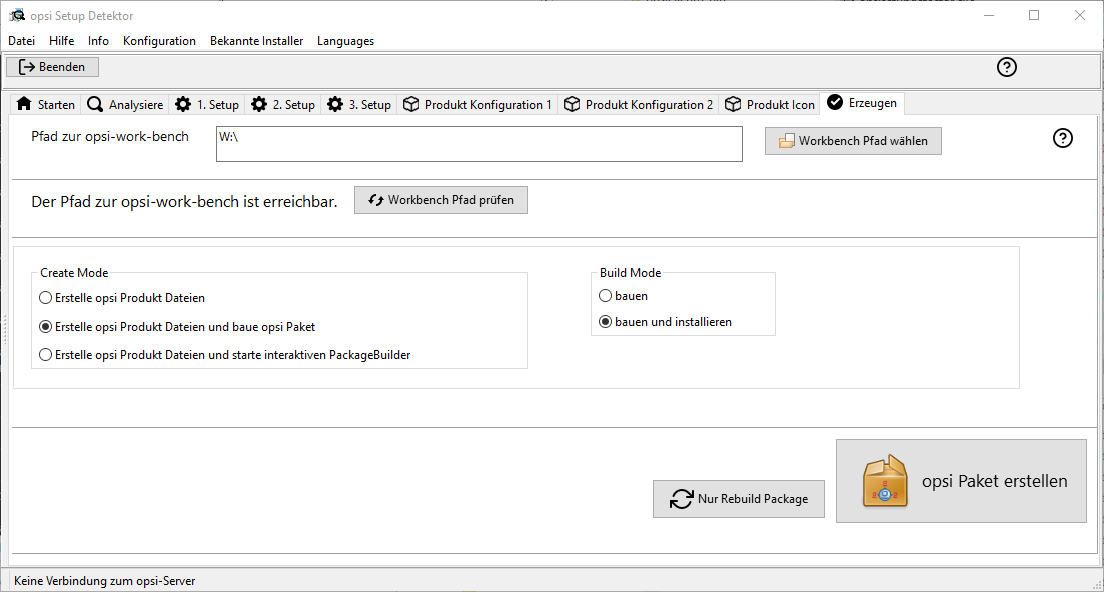 opsi Setup Detektor
Datei Hilfe Info Konfiguration Bekannte Installer Languages
Beenden
Starten Analysiere 1. Setup 2. Setup 3. Setup Produkt Konfiguration 1 Produkt Konfiguration 2 Produkt Icon Erzeugen
Pfad zur opsi-work-bench W:\ Workbench Pfad wählen
Der Pfad zur opsi-work-bench ist erreichbar. Workbench Pfad prüfen
Create Mode Build Mode
Erstelle opsi Produkt Dateien bauen
Erstelle opsi Produkt Dateien und baue opsi Paket bauen und installieren
Erstelle opsi Produkt Dateien und starte interaktiven PackageBuilder
Nur Rebuild Package opsi Paket erstellen
Keine Verbindung zum opsi-Server